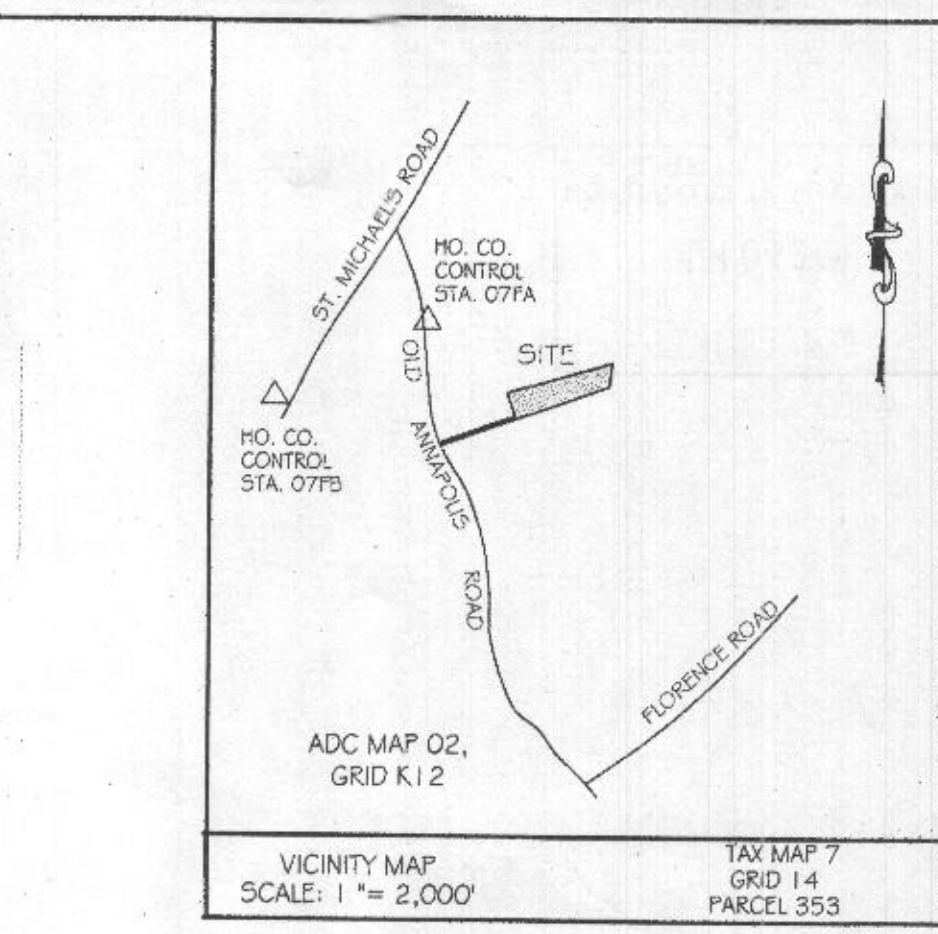 ST. MICHAEL'S ROAD
HO. CO.
CONTROL
STA. 07FA
OLD
ANNAPOLIS
ROAD
SITE
HO. CO.
CONTROL
STA. 07FB
FLORENCE ROAD
ADC MAP 02,
GRID K12
VICINITY MAP
SCALE: 1 "= 2,000'
TAX MAP 7
GRID 14
PARCEL 353